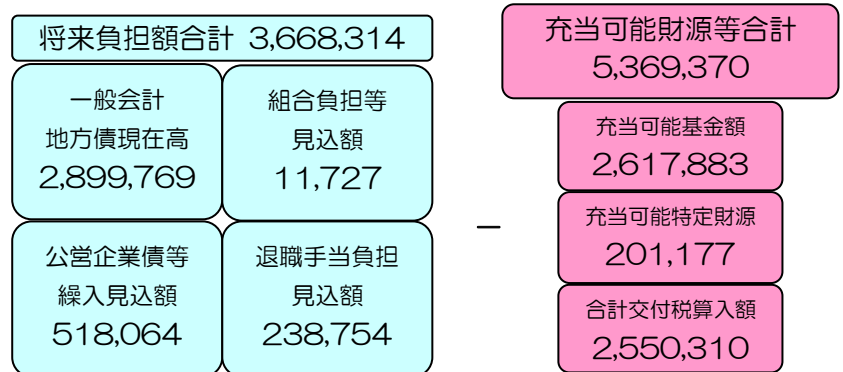 将来負担額合計 3,668,314
一般会計
地方債現在高
2,899,769
組合負担等
見込額
11,727
公営企業債等
繰入見込額
518,064
退職手当負担
見込額
238,754
－
充当可能財源等合計
5,369,370
充当可能基金額
2,617,883
充当可能特定財源
201,177
合計交付税算入額
2,550,310